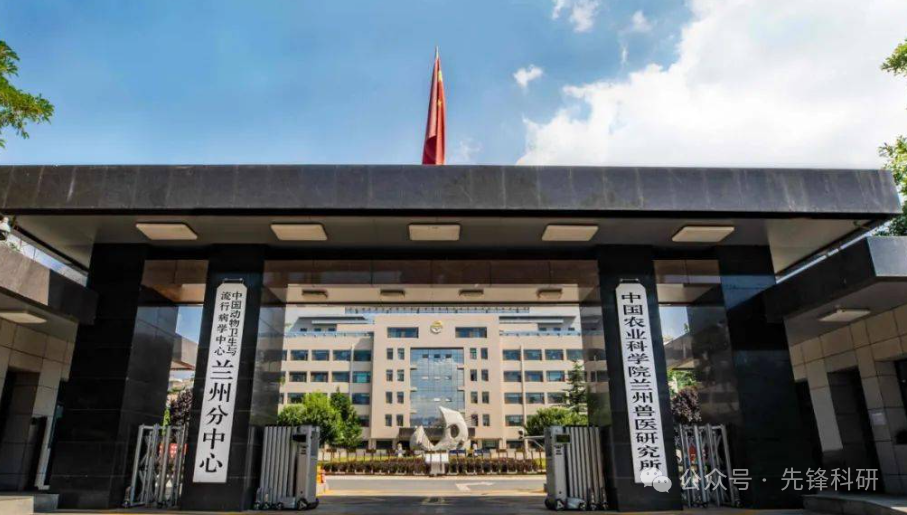 中国动物卫生与
流行病学中心
兰州分中心
中国农业科学院兰州兽医研究所
公众号 · 先锋科研